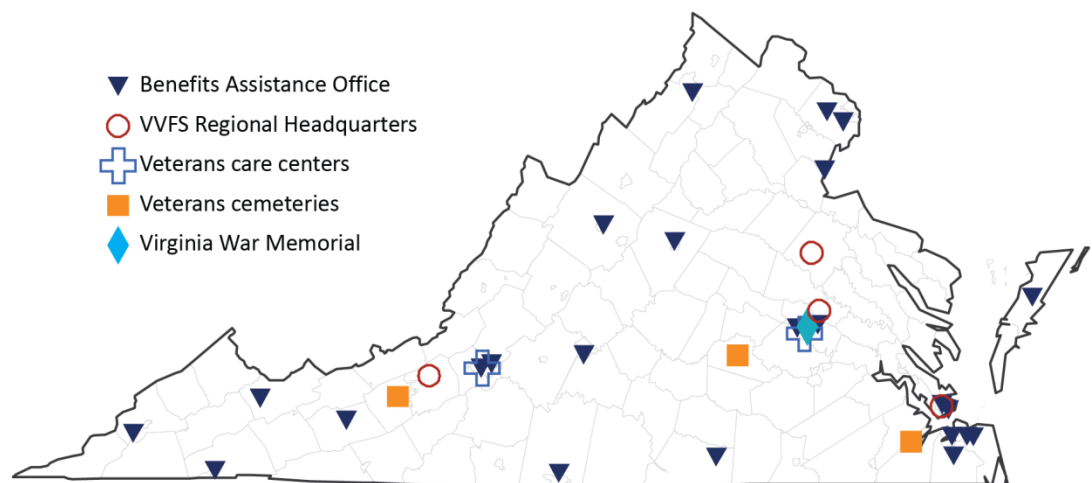 Benefits Assistance Office
VVFS Regional Headquarters
Veterans care centers
Veterans cemeteries
Virginia War Memorial